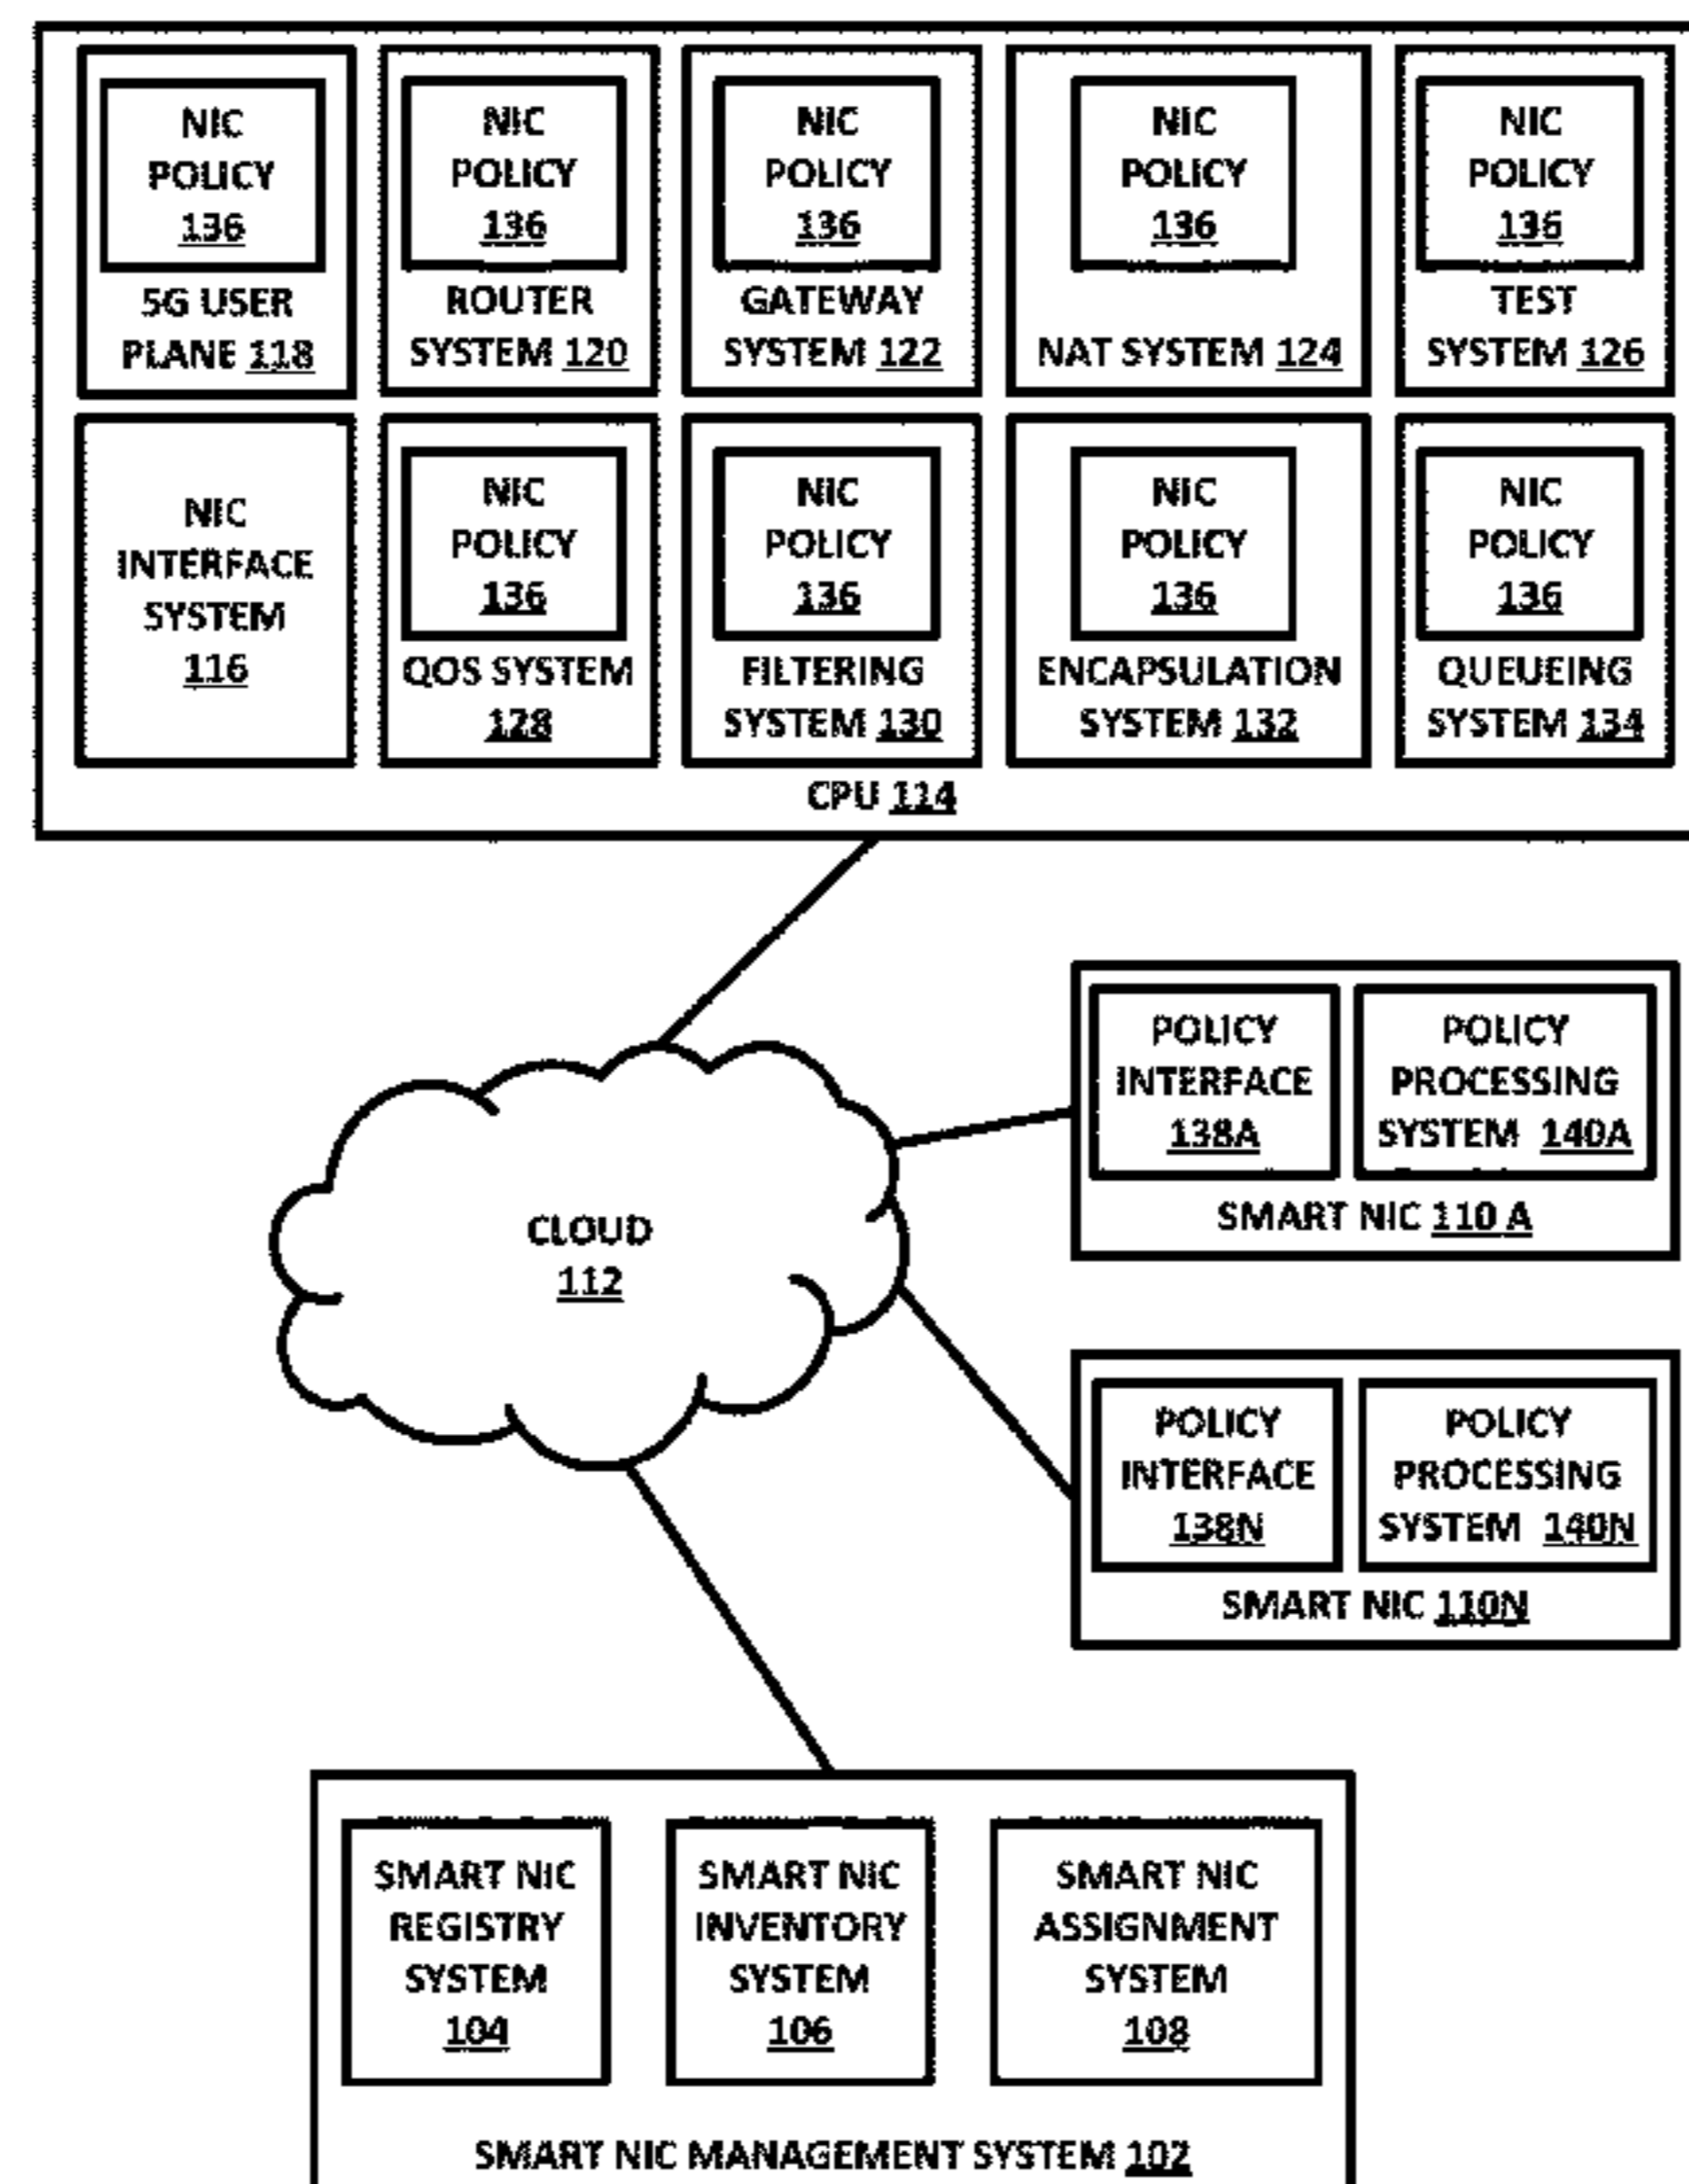 NIC
POLICY
136
5G USER
PLANE 118
NIC
POLICY
136
ROUTER
SYSTEM 120
NIC
POLICY
136
GATEWAY
SYSTEM 122
NIC
POLICY
136
NAT SYSTEM 124
NIC
POLICY
136
TEST
SYSTEM 126
NIC
INTERFACE
SYSTEM
116
NIC
POLICY
136
QOS SYSTEM
128
NIC
POLICY
136
FILTERING
SYSTEM 130
NIC
POLICY
136
ENCAPSULATION
SYSTEM 132
NIC
POLICY
136
QUEUEING
SYSTEM 134
CPU 114
CLOUD
112
POLICY
INTERFACE
138A
POLICY
PROCESSING
SYSTEM 140A
SMART NIC 110 A
POLICY
INTERFACE
138N
POLICY
PROCESSING
SYSTEM 140N
SMART NIC 110N
SMART NIC
REGISTRY
SYSTEM
104
SMART NIC
INVENTORY
SYSTEM
106
SMART NIC
ASSIGNMENT
SYSTEM
108
SMART NIC MANAGEMENT SYSTEM 102